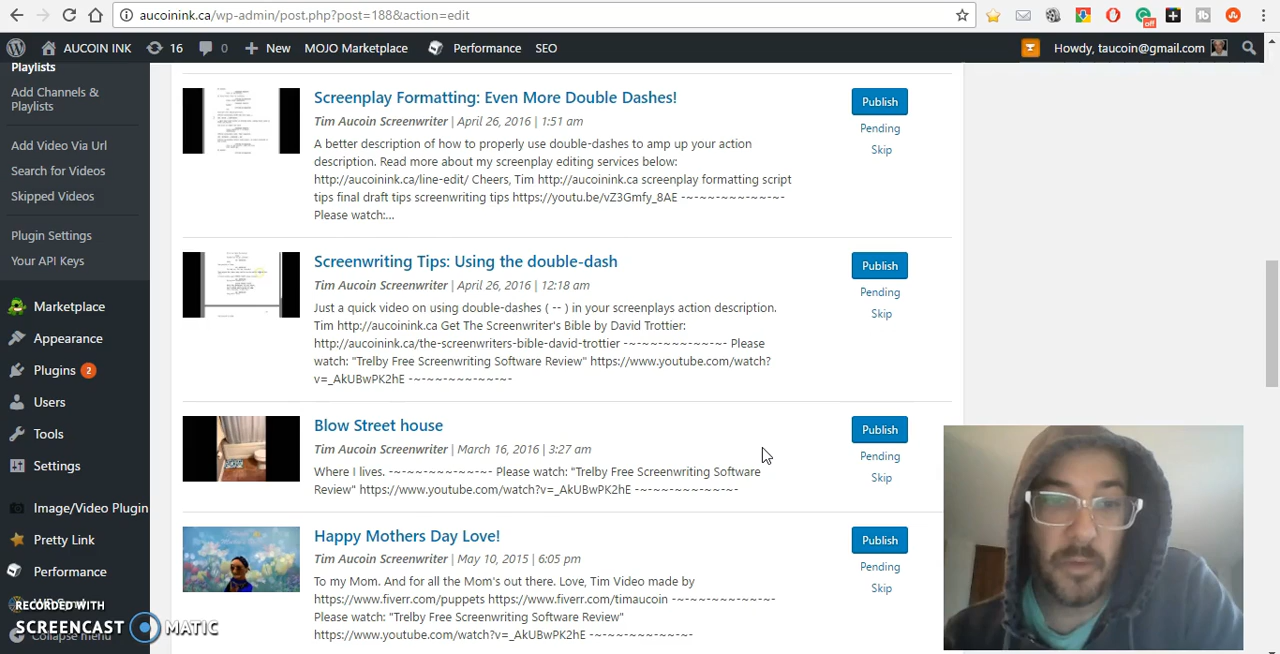 aucoinink.ca/wp-admin/post.php?post=188&action=edit
off
AUCOIN INK 16 0 New MOJO Marketplace Performance SEO Howdy, taucoin@gmail.com
Playlists
Add Channels &
Playlists
Add Video Via Url
Search for Videos
Skipped Videos
Plugin Settings
Your API Keys
Marketplace
Appearance
Plugins 2
Users
Tools
Settings
Image/Video Plugin
Pretty Link
Performance
Collapse menu
RECORDED WITH
SCREENCAST MATIC
Screenplay Formatting: Even More Double Dashes!
Tim Aucoin Screenwriter | April 26, 2016 | 1:51 am
A better description of how to properly use double-dashes to amp up your action
description. Read more about my screenplay editing services below:
http://aucoinink.ca/line-edit/ Cheers, Tim http://aucoinink.ca screenplay formatting script
tips final draft tips screenwriting tips https://youtu.be/vZ3Gmfy_8AE -~-~~-~~~-~~-~-
Please watch:...
Publish
Pending
Skip
Screenwriting Tips: Using the double-dash
Tim Aucoin Screenwriter | April 26, 2016 | 12:18 am
Just a quick video on using double-dashes ( -- ) in your screenplays action description.
Tim http://aucoinink.ca Get The Screenwriter's Bible by David Trottier:
http://aucoinink.ca/the-screenwriters-bible-david-trottier -~-~~-~~~-~~-~- Please
watch: "Trelby Free Screenwriting Software Review" https://www.youtube.com/watch?
v=_AkUBwPK2hE -~-~~-~~~-~~-~-
Publish
Pending
Skip
Blow Street house
Tim Aucoin Screenwriter | March 16, 2016 | 3:27 am
Where I lives. -~-~~-~~~-~~-~- Please watch: "Trelby Free Screenwriting Software
Review" https://www.youtube.com/watch?v=_AkUBwPK2hE -~-~~-~~~-~~-~-
Publish
Pending
Skip
Happy Mothers Day Love!
Tim Aucoin Screenwriter | May 10, 2015 | 6:05 pm
To my Mom. And for all the Mom's out there. Love, Tim Video made by
https://www.fiverr.com/puppets https://www.fiverr.com/timaucoin -~-~~-~~~-~~-~-
Please watch: "Trelby Free Screenwriting Software Review"
https://www.youtube.com/watch?v=_AkUBwPK2hE -~-~~-~~~-~~-~-
Publish
Pending
Skip